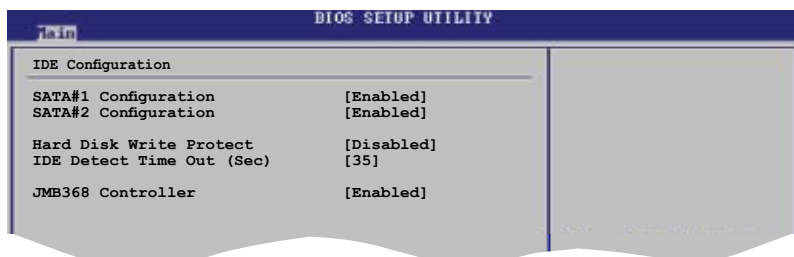 BIOS SETUP UTILITY
Main
IDE Configuration
SATA#1 Configuration [Enabled]
SATA#2 Configuration [Enabled]
Hard Disk Write Protect [Disabled]
IDE Detect Time Out (Sec) [35]
JMB368 Controller [Enabled]